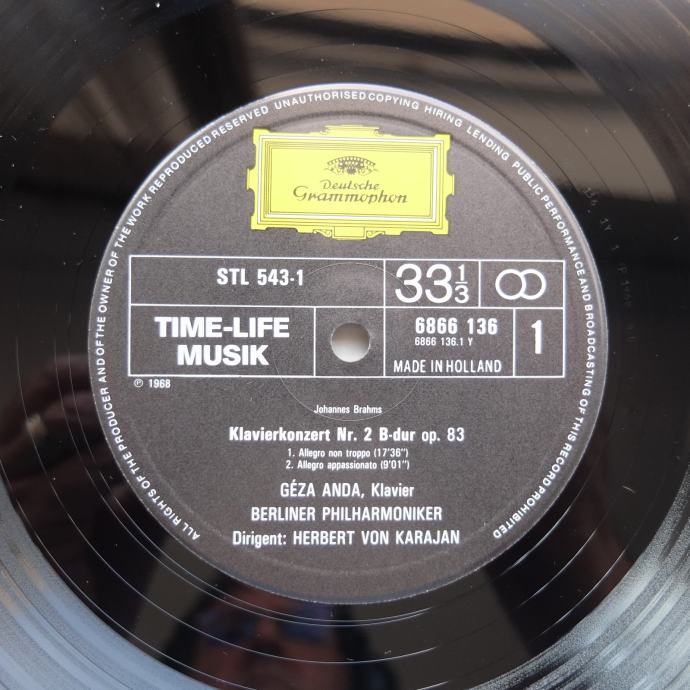 ALL RIGHTS OF THE PRODUCER AND OF THE OWNER OF THE WORK REPRODUCED RESERVED UNAUTHORISED COPYING HIRING LENDING PUBLIC PERFORMANCE AND BROADCASTING OF THIS RECORD PROHIBITED
Deutsche
Grammophon
STL 543-1
33 1/3
TIME-LIFE
MUSIK
6866 136
6866 136.1 Y
1
MADE IN HOLLAND
℗ 1968
Johannes Brahms
Klavierkonzert Nr. 2 B-dur op. 83
1. Allegro non troppo (17'36")
2. Allegro appassionato (9'01")
GÉZA ANDA, Klavier
BERLINER PHILHARMONIKER
Dirigent: HERBERT VON KARAJAN